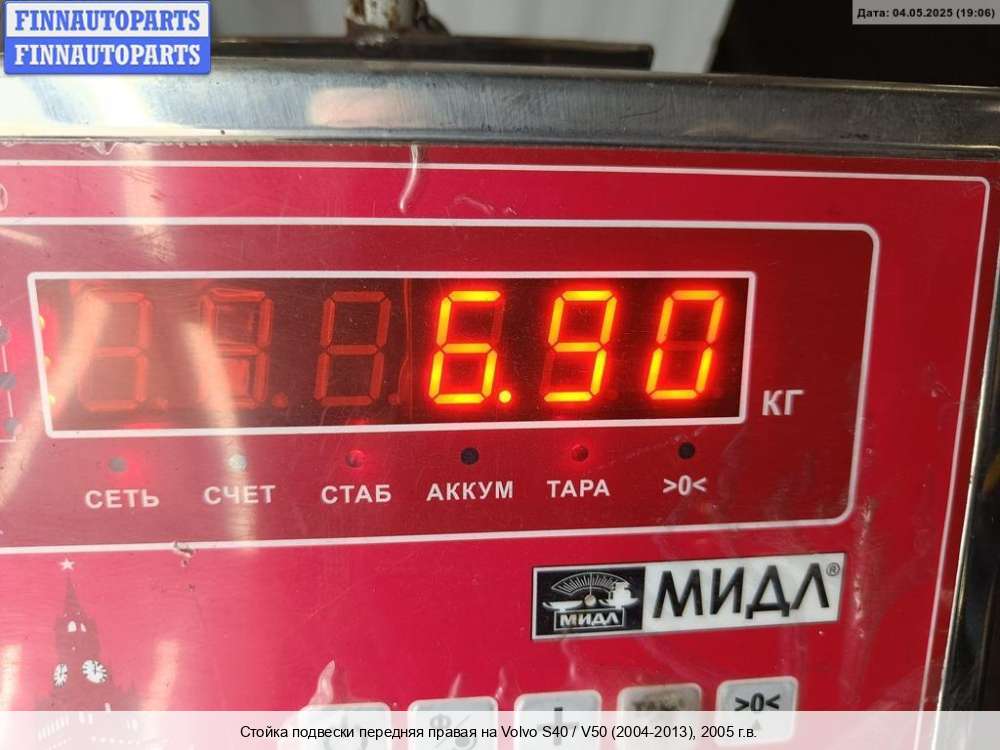 FINNAUTOPARTS
FINNAUTOPARTS
Дата: 04.05.2025 (19:06)
6.90
КГ
СЕТЬ СЧЕТ СТАБ АККУМ ТАРА >0<
МИДЛ МИДЛ®
>0<
Стойка подвески передняя правая на Volvo S40 / V50 (2004-2013), 2005 г.в.